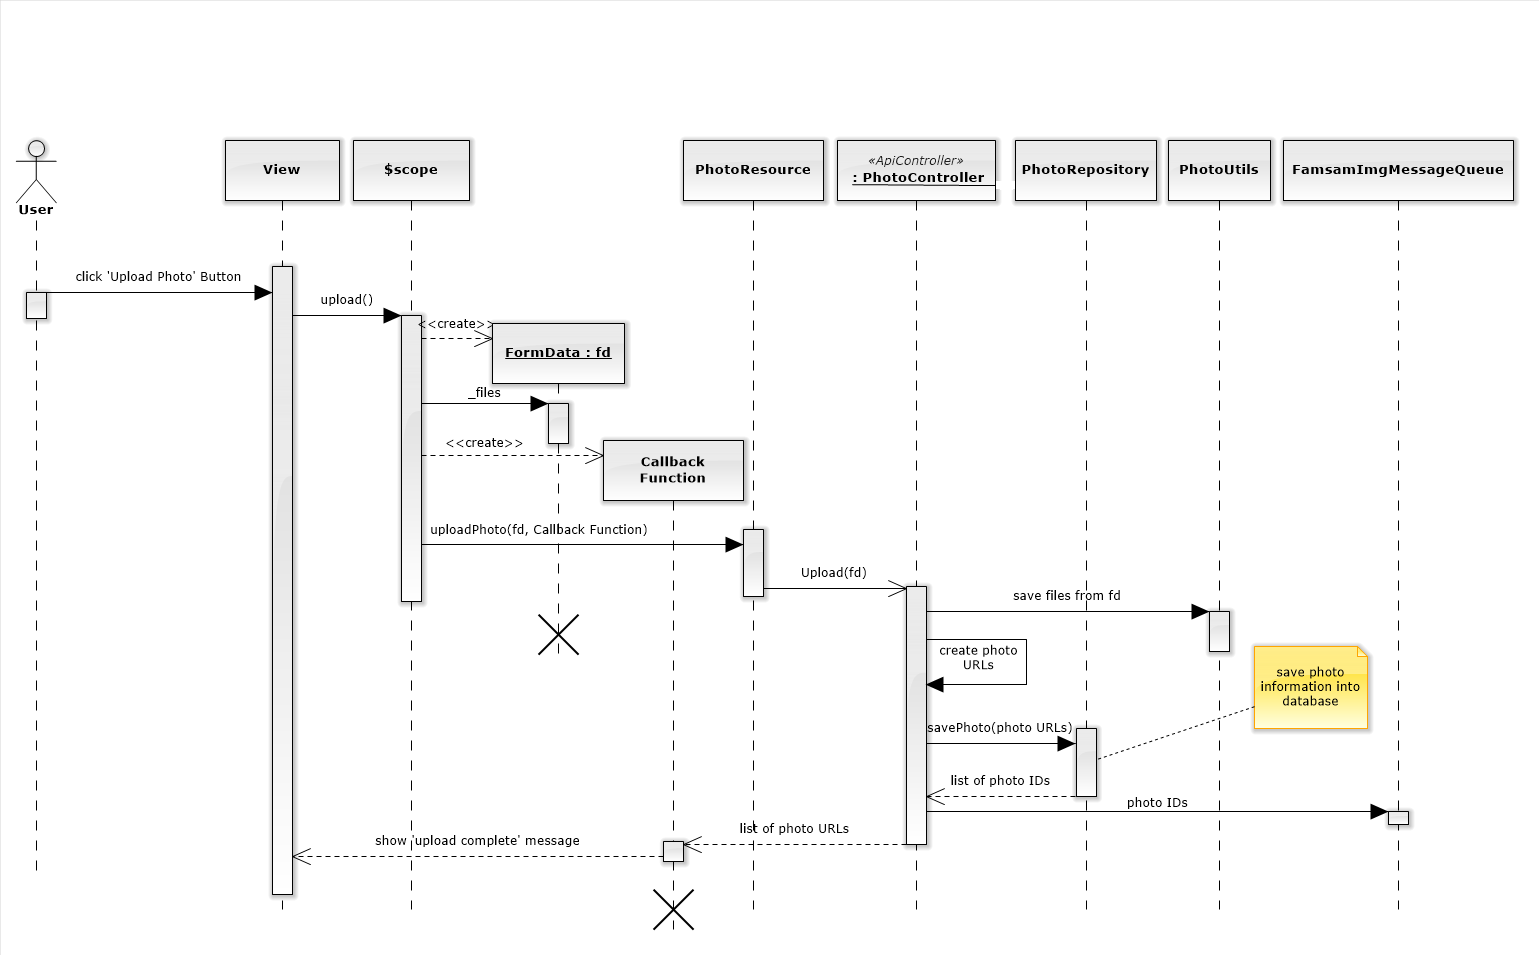 User
View
$scope
PhotoResource
«ApiController»
: PhotoController
PhotoRepository
PhotoUtils
FamsamImgMessageQueue
click 'Upload Photo' Button
upload()
<<create>>
FormData : fd
_files
<<create>>
Callback
Function
uploadPhoto(fd, Callback Function)
Upload(fd)
save files from fd
create photo
URLs
save photo
information into
database
savePhoto(photo URLs)
list of photo IDs
photo IDs
list of photo URLs
show 'upload complete' message